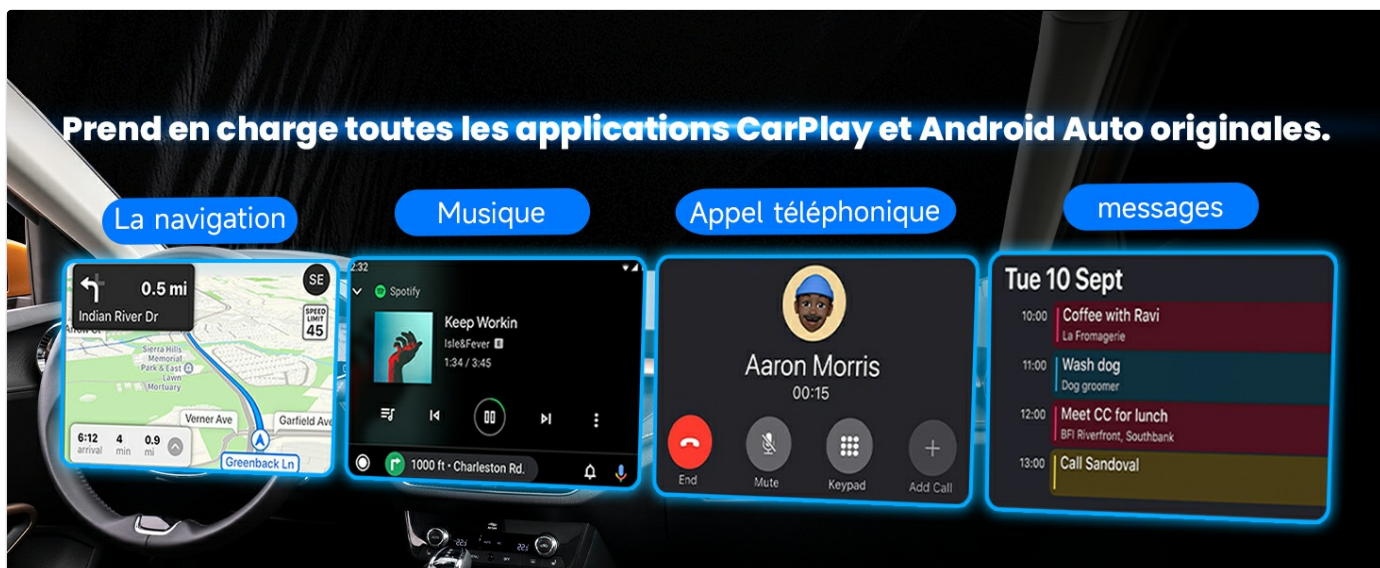 Prend en charge toutes les applications CarPlay et Android Auto originales.
La navigation
Musique
Appel téléphonique
messages
0.5 mi
Indian River Dr
SE
SPEED
LIMIT
45
Sierra Hills
Memorial
Park & East
Lawn
Mortuary
Verner Ave
Garfield Ave
6:12
arrival
4
min
0.9
mi
Greenback Ln
2:32
Spotify
Keep Workin
Isle&Fever E
1:34 / 3:45
1000 ft • Charleston Rd.
Aaron Morris
00:15
End
Mute
Keypad
Add Call
Tue 10 Sept
10:00
Coffee with Ravi
La Fromagerie
11:00
Wash dog
Dog groomer
12:00
Meet CC for lunch
BFI Riverfront, Southbank
13:00
Call Sandoval